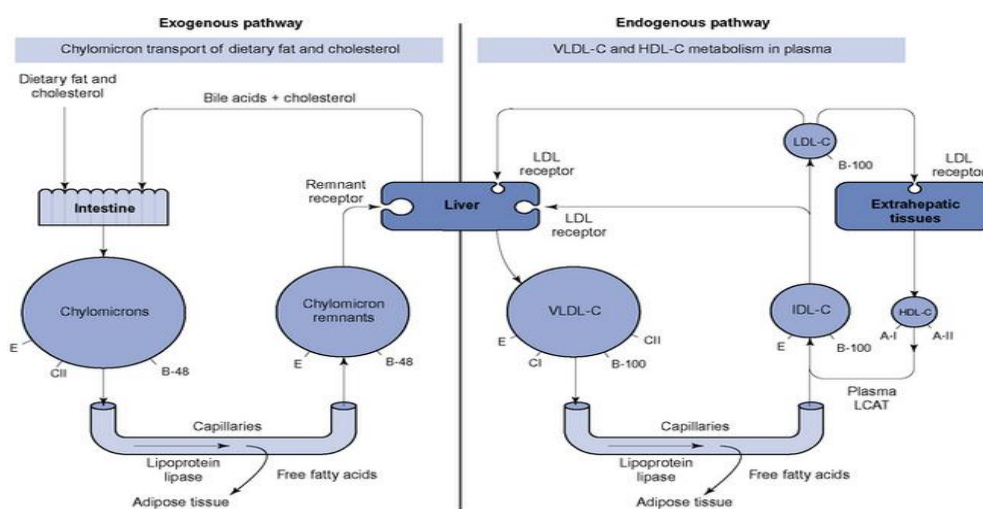 Exogenous pathway
Chylomicron transport of dietary fat and cholesterol
Dietary fat and
cholesterol
Bile acids + cholesterol
Intestine
Remnant
receptor
Chylomicrons
E
CII
B-48
Chylomicron
remnants
E
B-48
Capillaries
Lipoprotein
lipase
Free fatty acids
Adipose tissue
Endogenous pathway
VLDL-C and HDL-C metabolism in plasma
LDL-C
B-100
LDL
receptor
LDL
receptor
Liver
LDL
receptor
Extrahepatic
tissues
VLDL-C
E
CI
B-100
CII
IDL-C
E
B-100
HDL-C
A-I
A-II
Plasma
LCAT
Capillaries
Lipoprotein
lipase
Free fatty acids
Adipose tissue